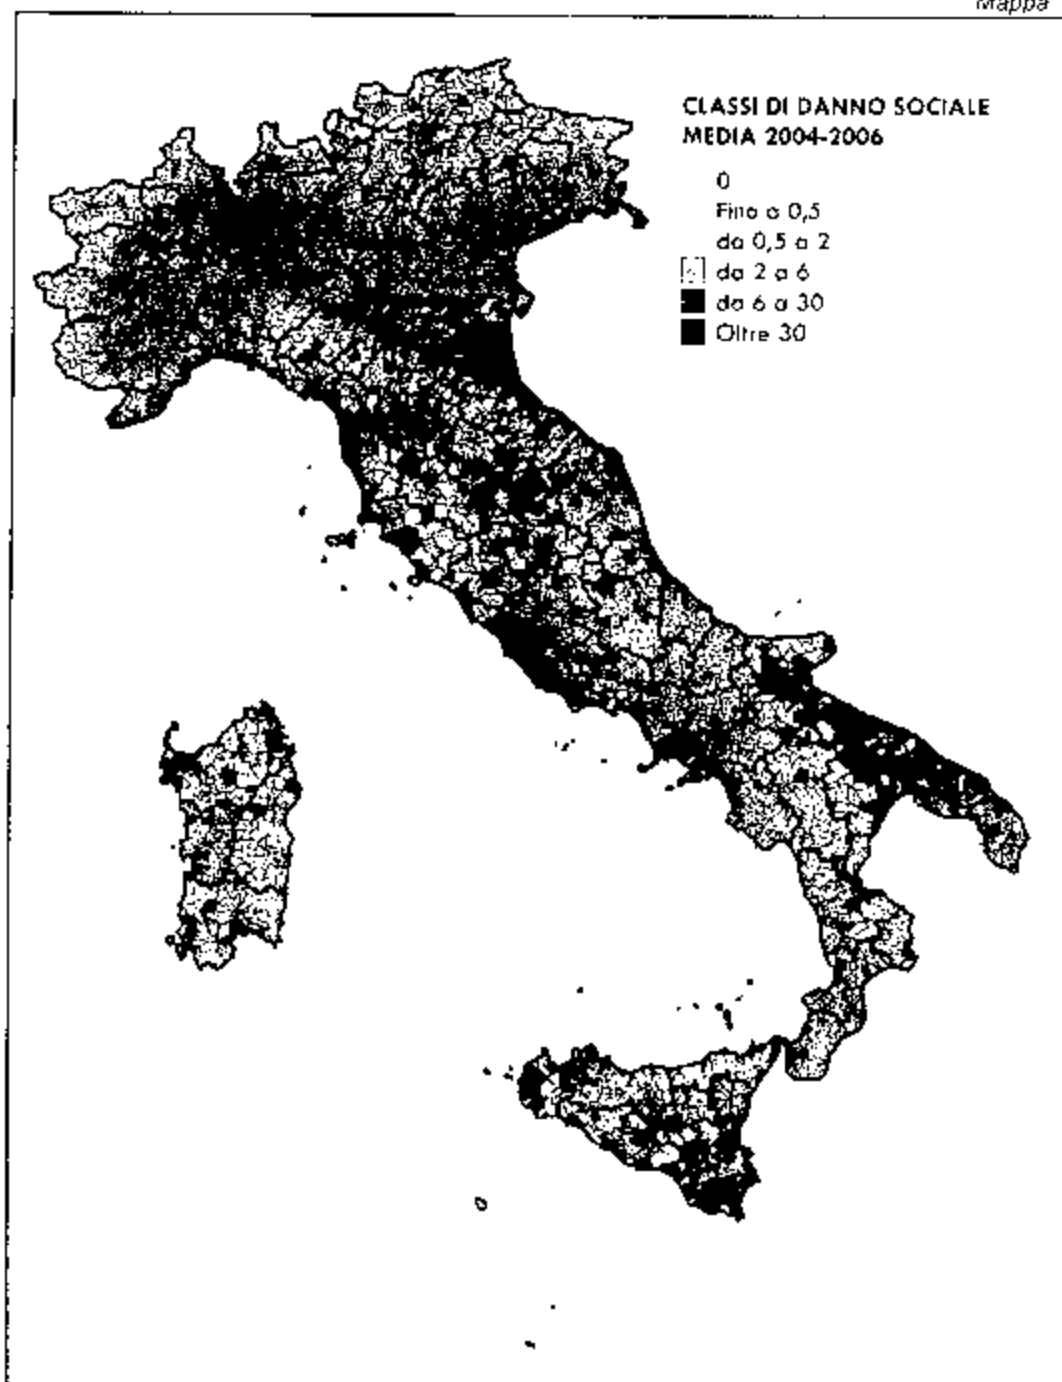 Mappa
CLASSI DI DANNO SOCIALE
MEDIA 2004-2006
0
Fino a 0,5
da 0,5 a 2
da 2 a 6
da 6 a 30
Oltre 30